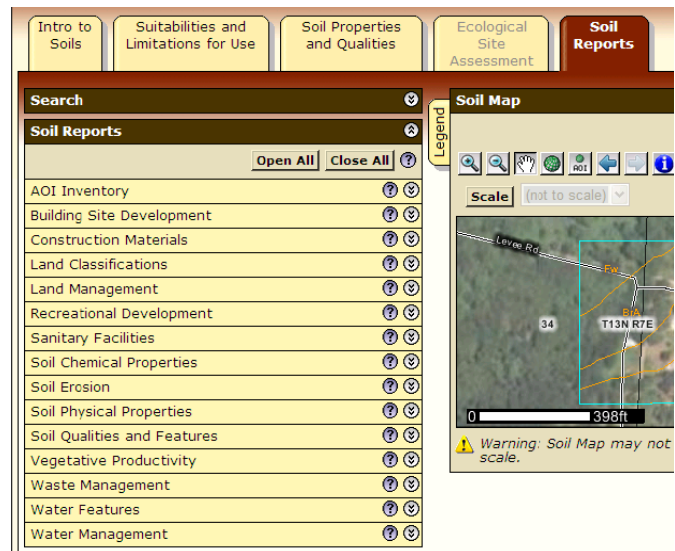 Intro to
Soils
Suitabilities and
Limitations for Use
Soil Properties
and Qualities
Ecological
Site
Assessment
Soil
Reports
Search
Soil Reports
Open All Close All ?
AOI Inventory ?
Building Site Development ?
Construction Materials ?
Land Classifications ?
Land Management ?
Recreational Development ?
Sanitary Facilities ?
Soil Chemical Properties ?
Soil Erosion ?
Soil Physical Properties ?
Soil Qualities and Features ?
Vegetative Productivity ?
Waste Management ?
Water Features ?
Water Management ?
Legend
Soil Map
AOI i
Scale (not to scale)
Levee Rd
Fw
BrA
34 T13N R7E
0 398ft
Warning: Soil Map may not
scale.